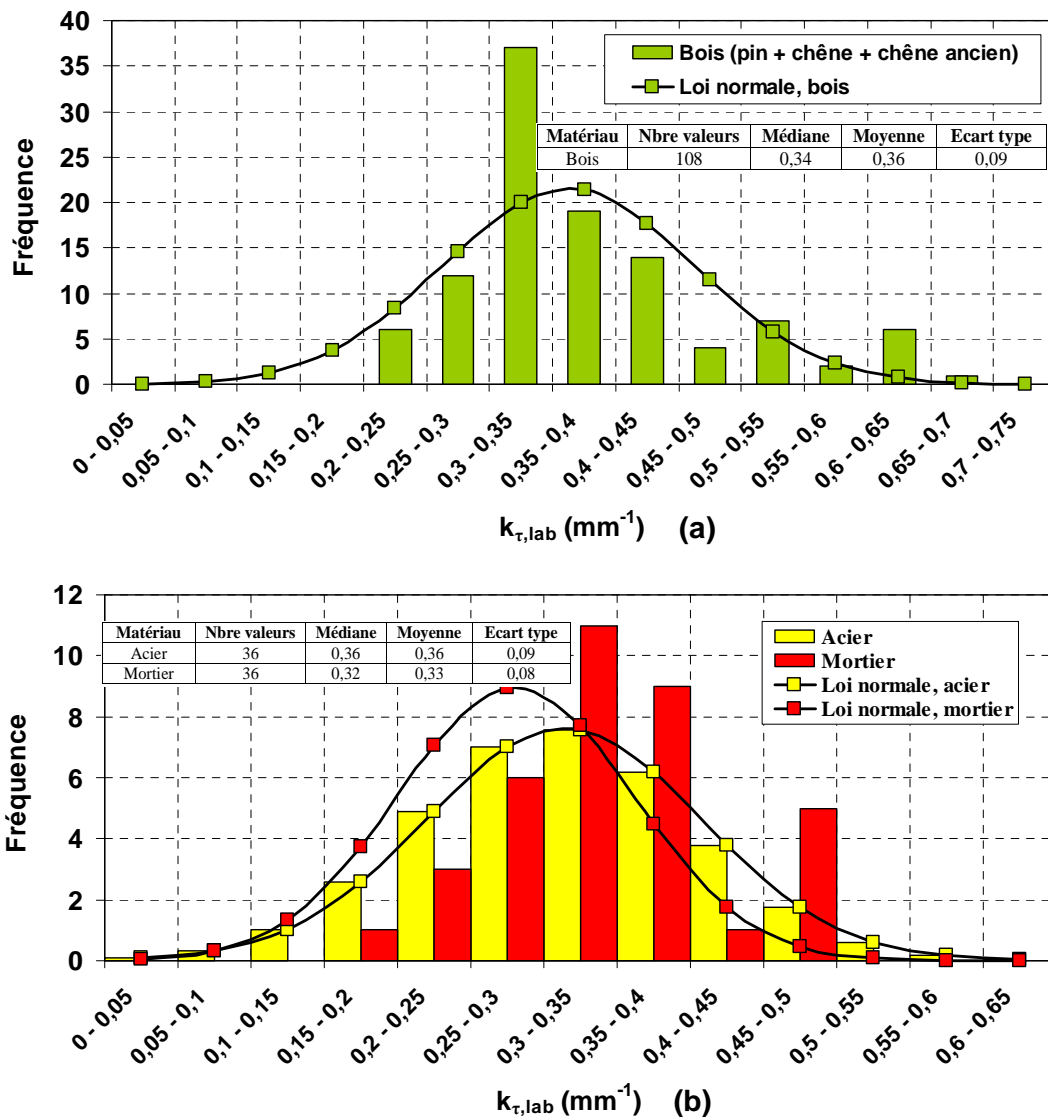 40
35
30
25
20
15
10
5
0
Fréquence
Bois (pin + chêne + chêne ancien)
Loi normale, bois
Matériau Nbre valeurs Médiane Moyenne Ecart type
Bois 108 0,34 0,36 0,09
0 - 0,05
0,05 - 0,1
0,1 - 0,15
0,15 - 0,2
0,2 - 0,25
0,25 - 0,3
0,3 - 0,35
0,35 - 0,4
0,4 - 0,45
0,45 - 0,5
0,5 - 0,55
0,55 - 0,6
0,6 - 0,65
0,65 - 0,7
0,7 - 0,75
kτ,lab (mm⁻¹) (a)
12
10
8
6
4
2
0
Fréquence
Matériau Nbre valeurs Médiane Moyenne Ecart type
Acier 36 0,36 0,36 0,09
Mortier 36 0,32 0,33 0,08
Acier
Mortier
Loi normale, acier
Loi normale, mortier
0 - 0,05
0,05 - 0,1
0,1 - 0,15
0,15 - 0,2
0,2 - 0,25
0,25 - 0,3
0,3 - 0,35
0,35 - 0,4
0,4 - 0,45
0,45 - 0,5
0,5 - 0,55
0,55 - 0,6
0,6 - 0,65
kτ,lab (mm⁻¹) (b)